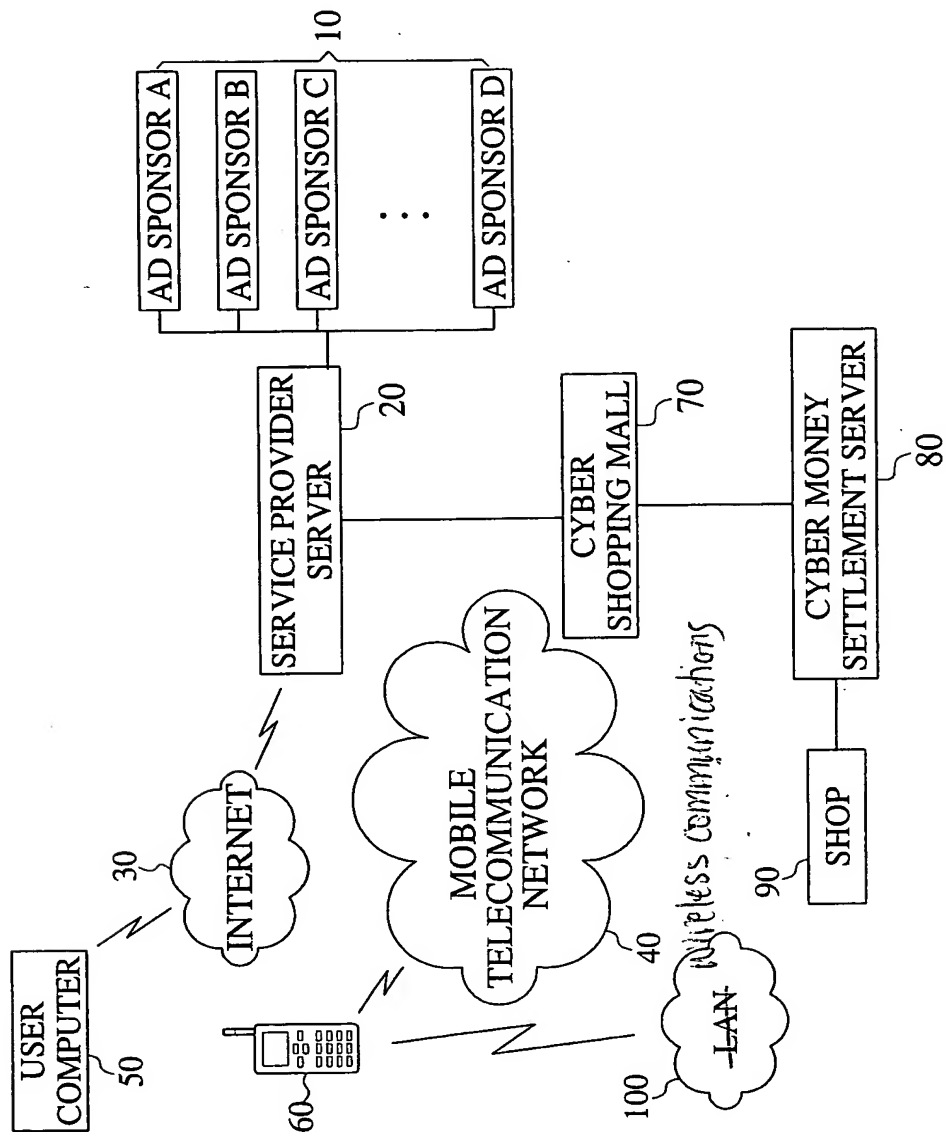 USER
COMPUTER
50
30
INTERNET
SERVICE PROVIDER
SERVER
20
AD SPONSOR A
AD SPONSOR B
AD SPONSOR C
. . .
AD SPONSOR D
10
60
MOBILE
TELECOMMUNICATION
NETWORK
40
CYBER
SHOPPING MALL
70
100
LAN
Wireless communications
90
SHOP
CYBER MONEY
SETTLEMENT SERVER
80